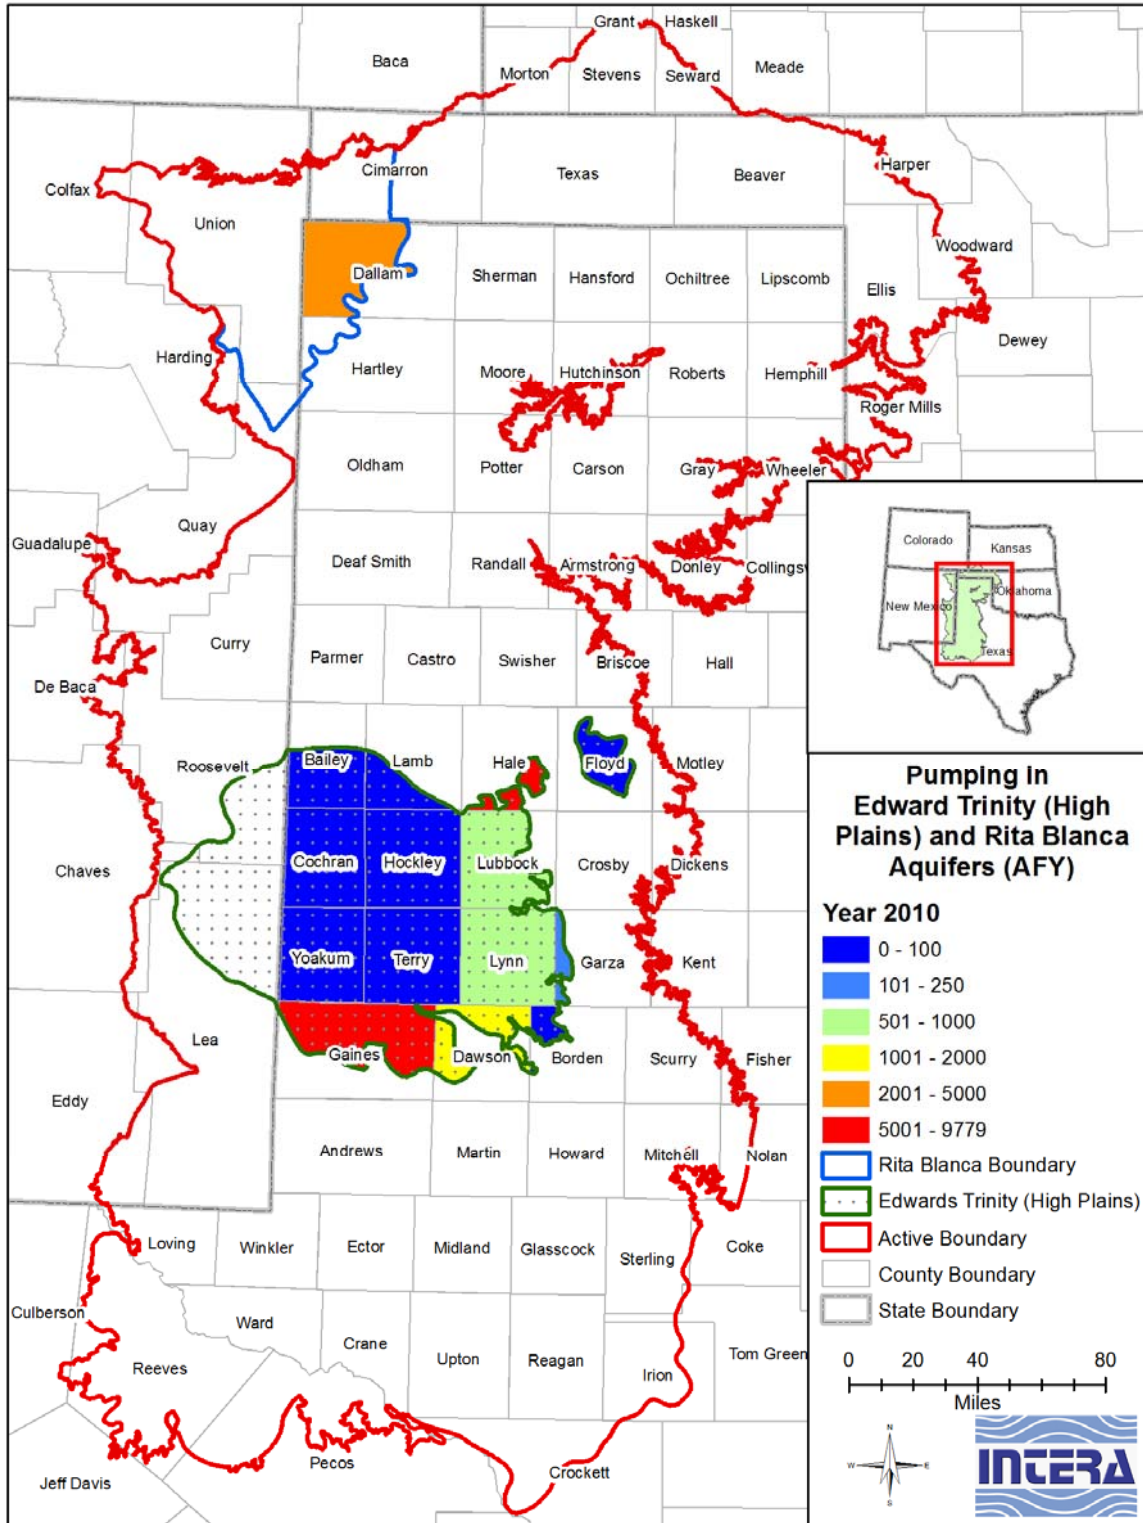 Grant
Haskell
Baca
Morton
Stevens
Seward
Meade
Colfax
Union
Cimarron
Texas
Beaver
Harper
Woodward
Dallam
Sherman
Hansford
Ochiltree
Lipscomb
Ellis
Dewey
Harding
Hartley
Moore
Hutchinson
Roberts
Hemphill
Roger Mills
Oldham
Potter
Carson
Gray
Wheeler
Quay
Guadalupe
Deaf Smith
Randall
Armstrong
Donley
Collingsv
Curry
Parmer
Castro
Swisher
Briscoe
Hall
De Baca
Roosevelt
Bailey
Lamb
Hale
Floyd
Motley
Chaves
Cochran
Hockley
Lubbock
Crosby
Dickens
Yoakum
Terry
Lynn
Garza
Kent
Lea
Gaines
Dawson
Borden
Scurry
Fisher
Eddy
Andrews
Martin
Howard
Mitchell
Nolan
Loving
Winkler
Ector
Midland
Glasscock
Sterling
Coke
Culberson
Ward
Crane
Upton
Reagan
Irion
Tom Green
Reeves
Pecos
Crockett
Jeff Davis
Colorado
Kansas
New Mexico
Oklahoma
Texas
Pumping in
Edward Trinity (High
Plains) and Rita Blanca
Aquifers (AFY)
Year 2010
0 - 100
101 - 250
501 - 1000
1001 - 2000
2001 - 5000
5001 - 9779
Rita Blanca Boundary
Edwards Trinity (High Plains)
Active Boundary
County Boundary
State Boundary
0 20 40 80
Miles
N
W E
S
INTERA